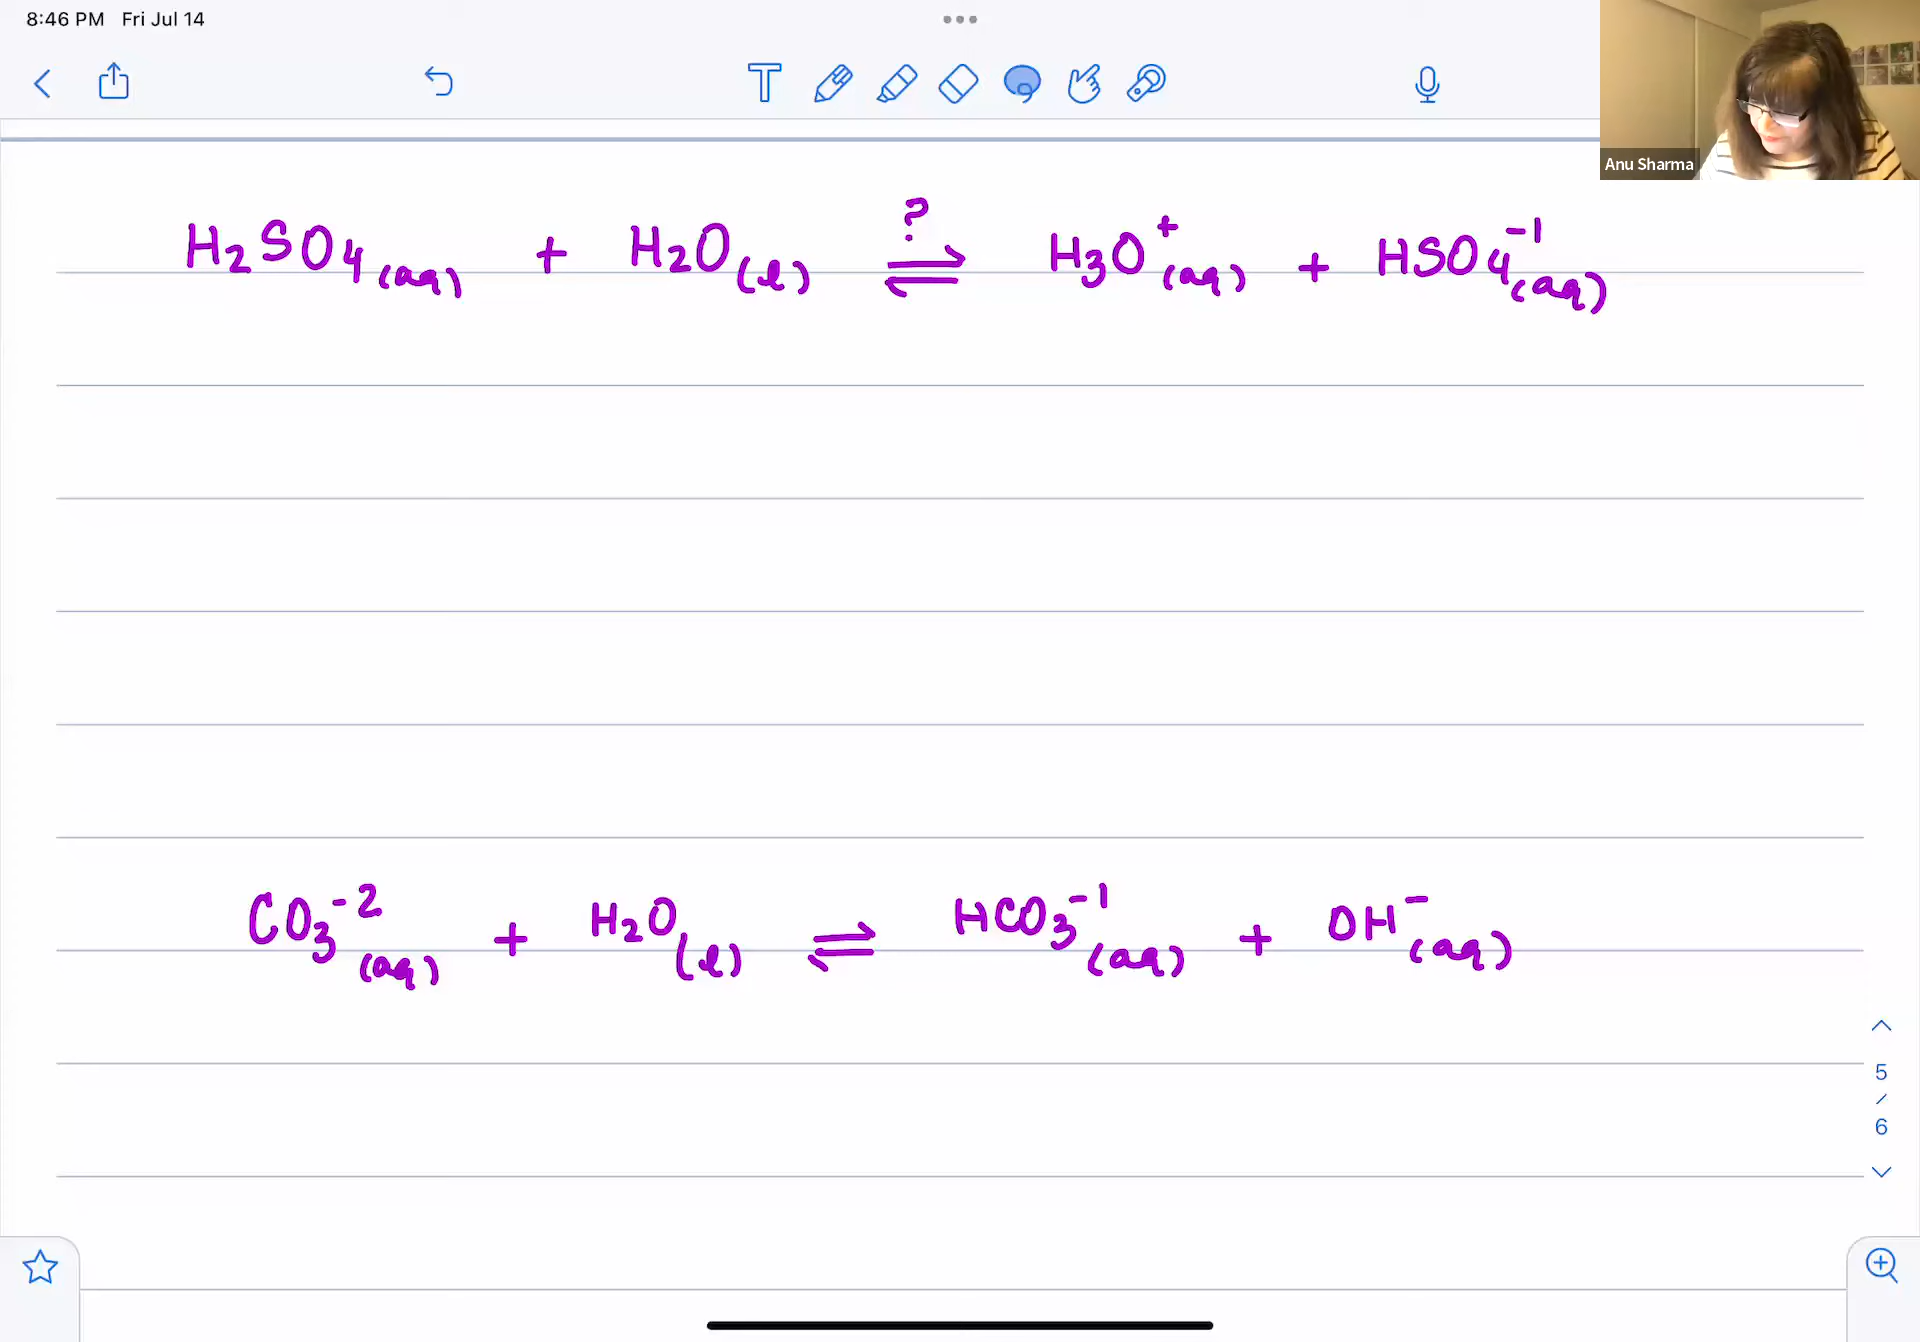 8:46 PM Fri Jul 14
T
Anu Sharma
?
H₂SO₄(aq) + H₂O(l) ⇌ H₃O⁺(aq) + HSO₄⁻¹(aq)
CO₃⁻²(aq) + H₂O(l) ⇌ HCO₃⁻¹(aq) + OH⁻(aq)
5
/
6